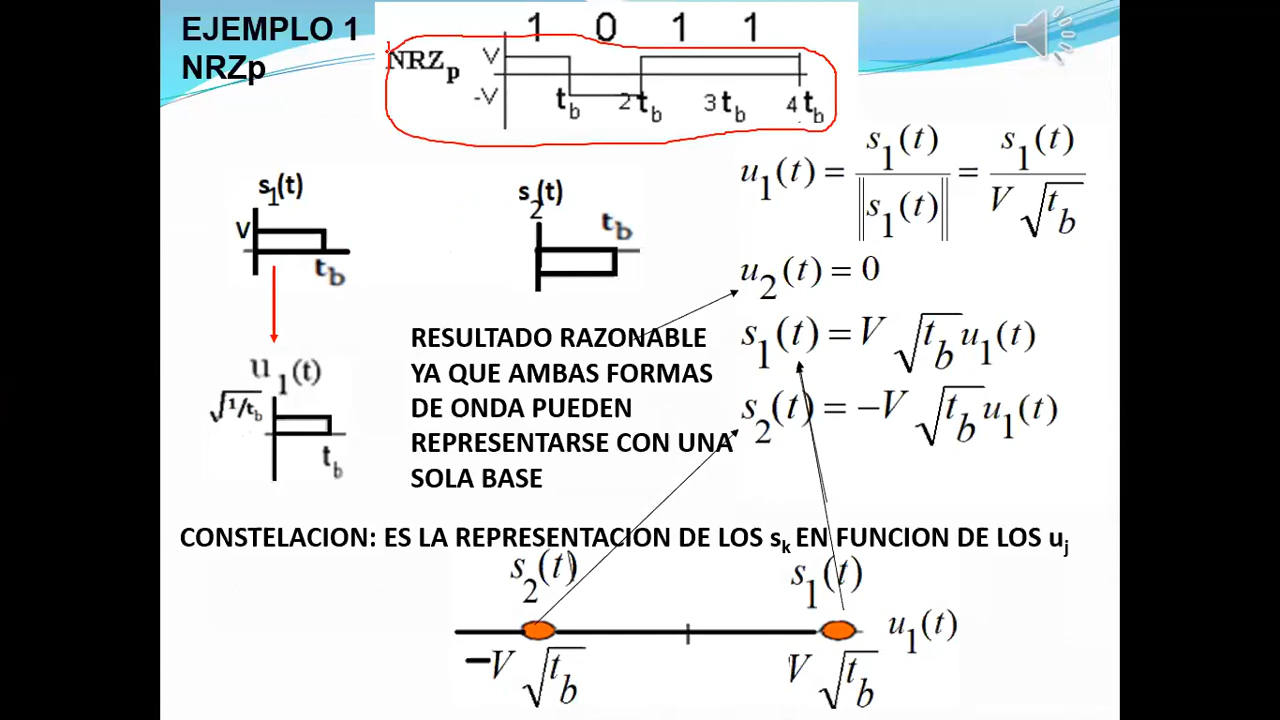 EJEMPLO 1
NRZp
1 0 1 1
NRZp
V
-V
tb 2tb 3tb 4tb
s1(t)
V
tb
s2(t)
tb
u1(t) = s1(t) / ||s1(t)|| = s1(t) / V√tb
u2(t) = 0
s1(t) = V√tb u1(t)
s2(t) = −V√tb u1(t)
u1(t)
√1/tb
tb
RESULTADO RAZONABLE
YA QUE AMBAS FORMAS
DE ONDA PUEDEN
REPRESENTARSE CON UNA
SOLA BASE
CONSTELACION: ES LA REPRESENTACION DE LOS sk EN FUNCION DE LOS uj
s2(t) s1(t)
u1(t)
−V√tb V√tb